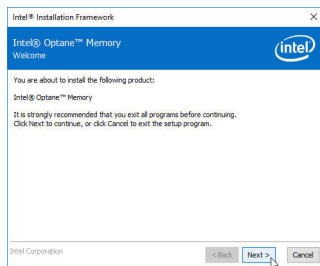 Intel® Installation Framework
Intel® Optane™ Memory
Welcome
intel
You are about to install the following product:
Intel® Optane™ Memory
It is strongly recommended that you exit all programs before continuing.
Click Next to continue, or click Cancel to exit the setup program.
Intel Corporation
< Back
Next >
Cancel